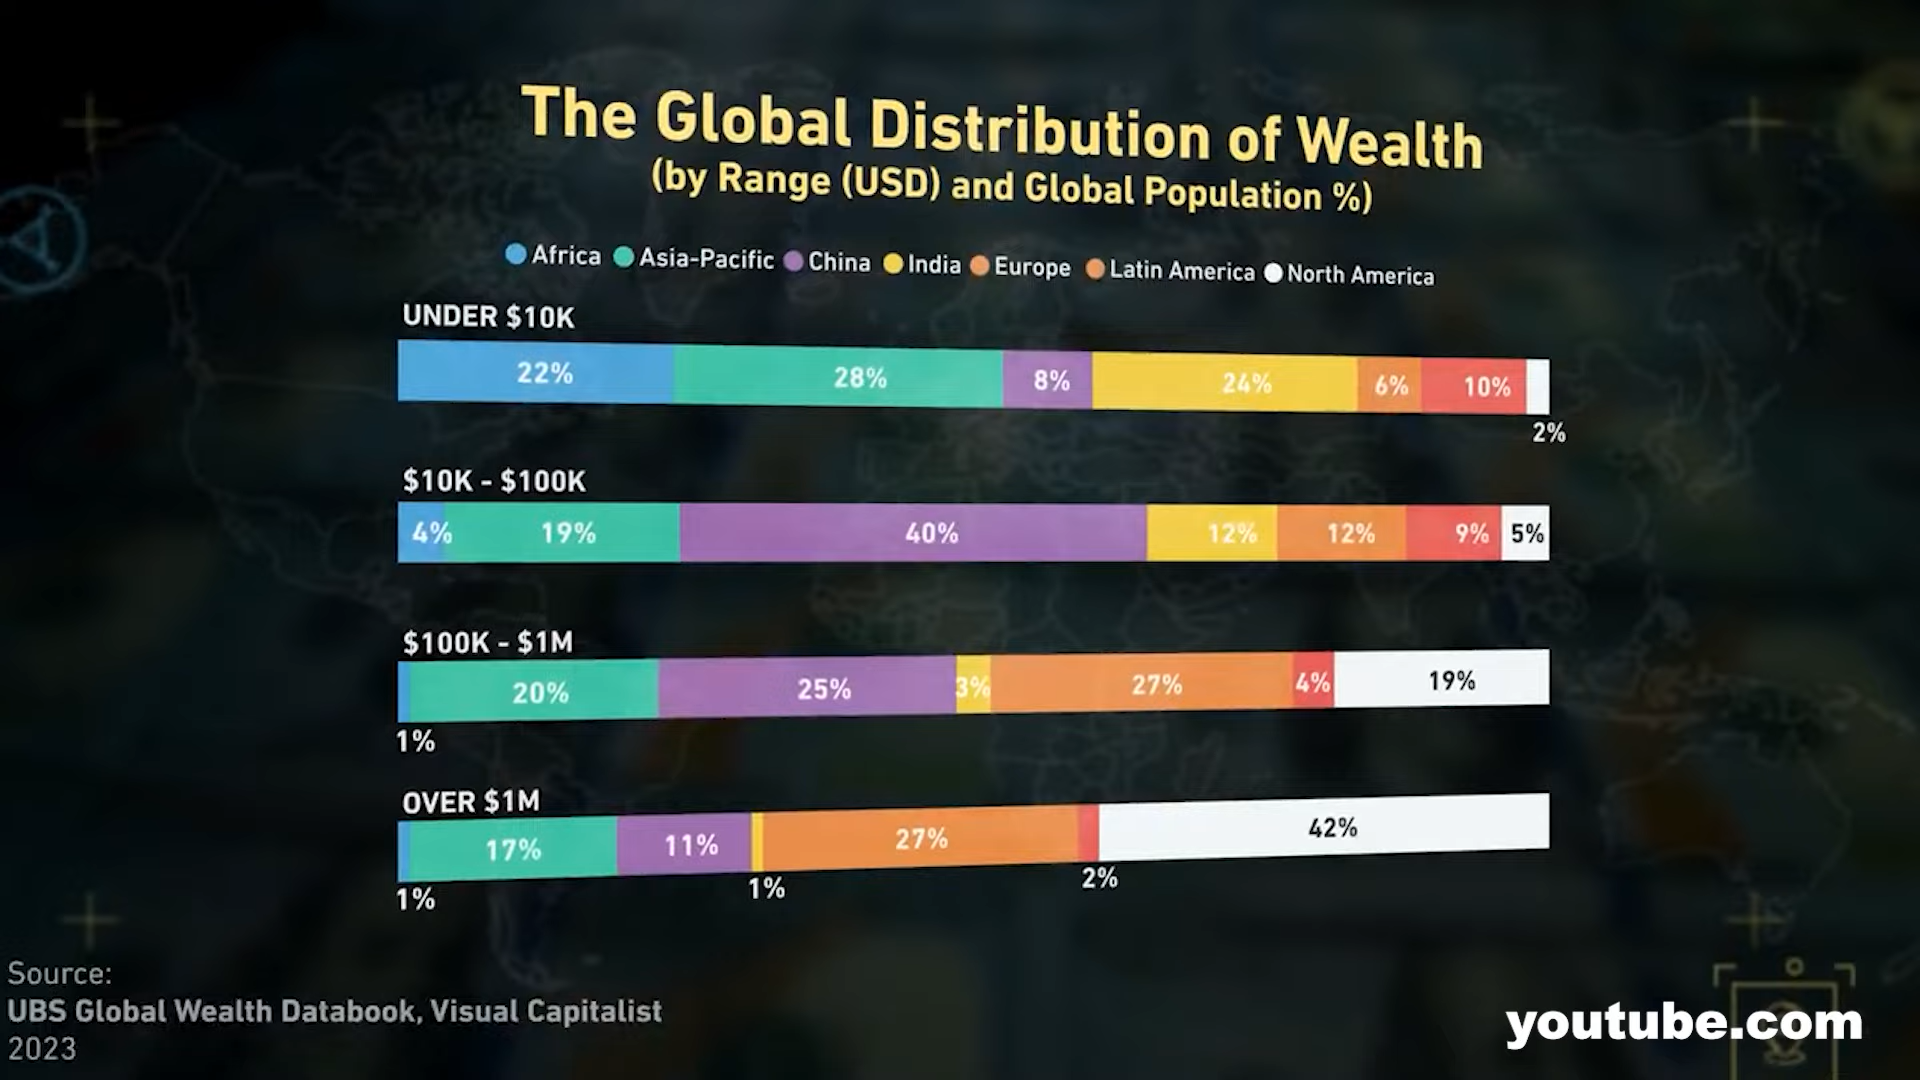 The Global Distribution of Wealth
(by Range (USD) and Global Population %)
Africa Asia-Pacific China India Europe Latin America North America
UNDER $10K
22% 28% 8% 24% 6% 10%
2%
$10K - $100K
4% 19% 40% 12% 12% 9% 5%
$100K - $1M
20% 25% 3% 27% 4% 19%
1%
OVER $1M
17% 11% 27% 42%
1% 1% 2%
Source:
UBS Global Wealth Databook, Visual Capitalist
2023
youtube.com